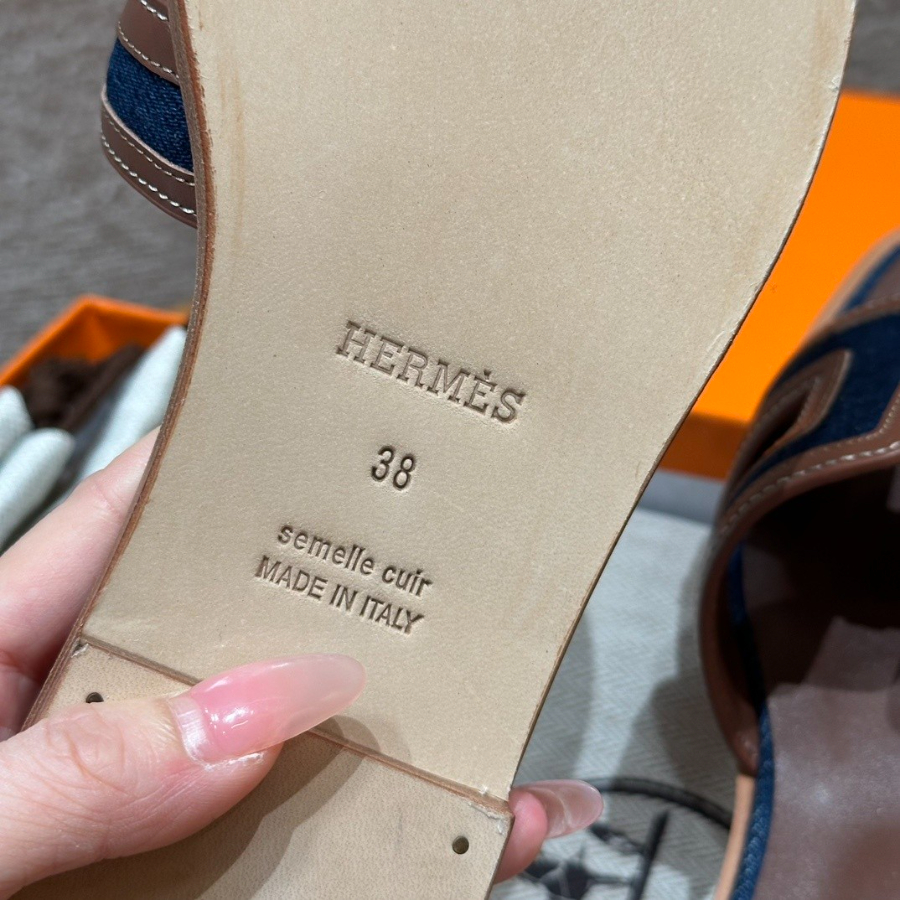 HERMÈS
38
semelle cuir
MADE IN ITALY